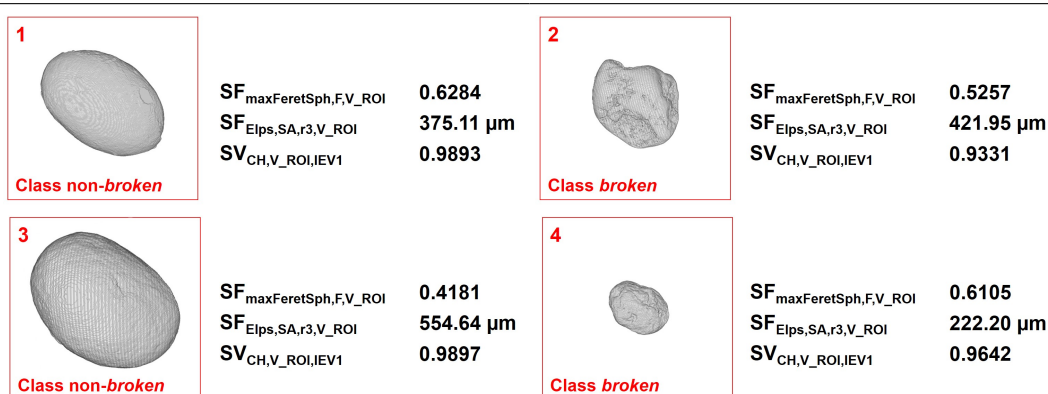 1
SFmaxFeretSph,F,V_ROI 0.6284
SFElps,SA,r3,V_ROI 375.11 µm
SVCH,V_ROI,IEV1 0.9893
Class non-broken
2
SFmaxFeretSph,F,V_ROI 0.5257
SFElps,SA,r3,V_ROI 421.95 µm
SVCH,V_ROI,IEV1 0.9331
Class broken
3
SFmaxFeretSph,F,V_ROI 0.4181
SFElps,SA,r3,V_ROI 554.64 µm
SVCH,V_ROI,IEV1 0.9897
Class non-broken
4
SFmaxFeretSph,F,V_ROI 0.6105
SFElps,SA,r3,V_ROI 222.20 µm
SVCH,V_ROI,IEV1 0.9642
Class broken